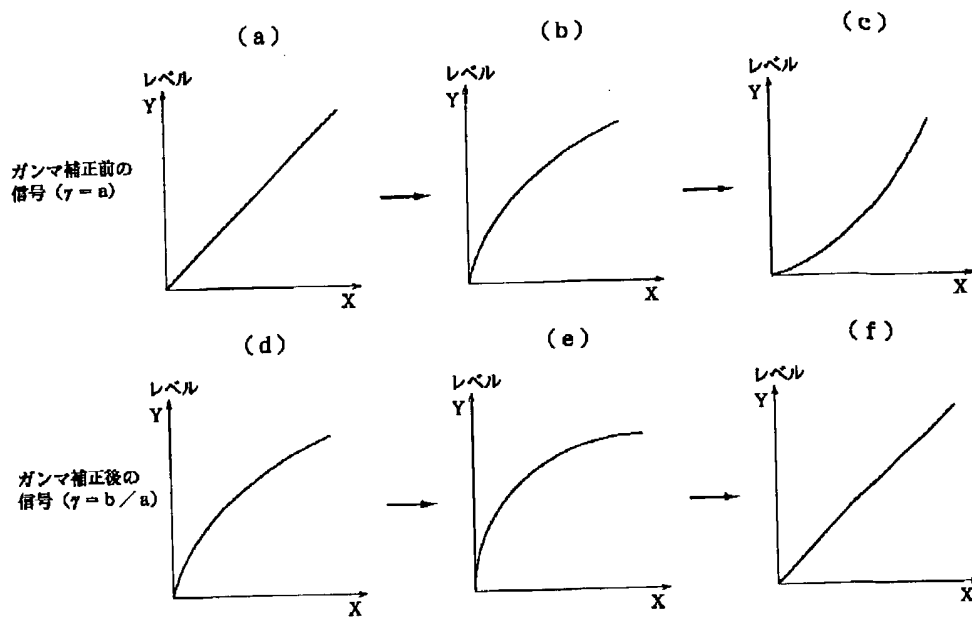 (a)
(b)
(c)
レベル
Y
X
レベル
Y
X
レベル
Y
X
ガンマ補正前の
信号 (γ=a)
(d)
(e)
(f)
レベル
Y
X
レベル
Y
X
レベル
Y
X
ガンマ補正後の
信号 (γ=b/a)